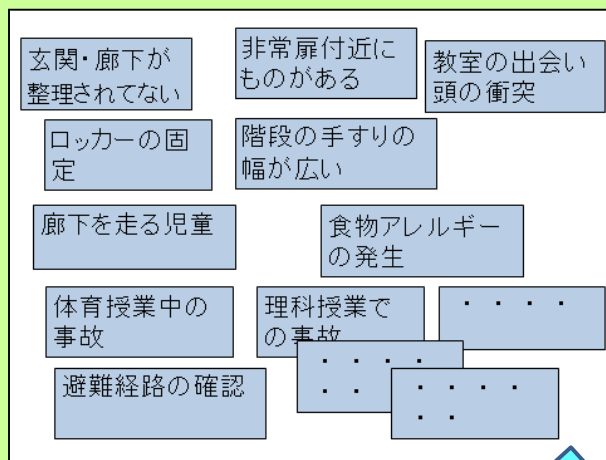 玄関・廊下が
整理されてない
非常扉付近に
ものがある
教室の出会い
頭の衝突
ロッカーの固
定
階段の手すりの
幅が広い
廊下を走る児童
食物アレルギー
の発生
体育授業中の
事故
理科授業で
の事故
・・・・
・・・・
・・
避難経路の確認
・・・・
・・